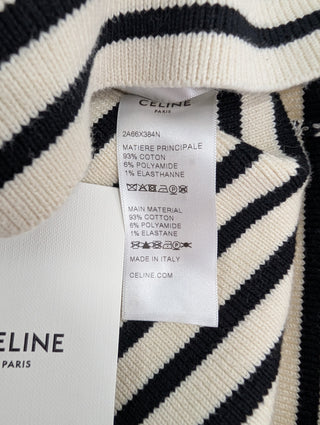 CELINE
PARIS
2A66X384N
MATIERE PRINCIPALE
93% COTON
6% POLYAMIDE
1% ELASTHANNE
MAIN MATERIAL
93% COTTON
6% POLYAMIDE
1% ELASTANE
MADE IN ITALY
CELINE.COM
ELINE
PARIS